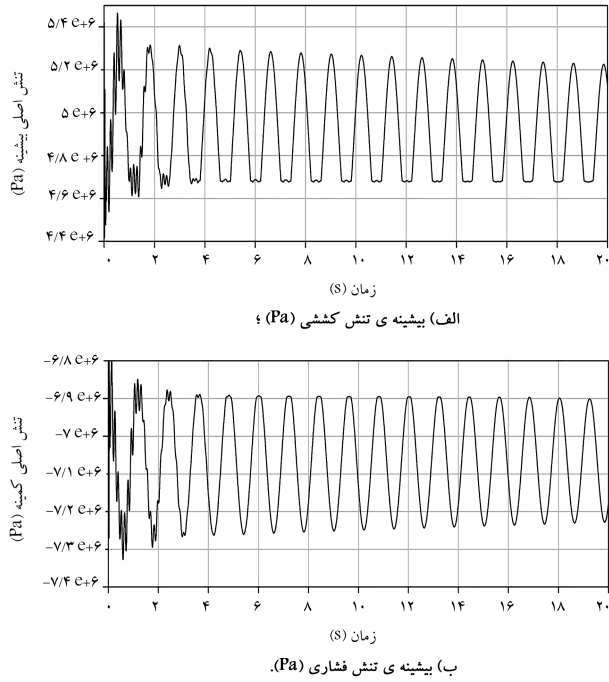 ۵/۴ e+۶
۵/۲ e+۶
۵ e+۶
۴/۸ e+۶
۴/۶ e+۶
۴/۴ e+۶
تنش اصلی بیشینه (Pa)
۰ ۲ ۴ ۶ ۸ ۱۰ ۱۲ ۱۴ ۱۶ ۱۸ ۲۰
زمان (s)
الف) بیشینه ی تنش کششی (Pa) ؛
-۶/۸ e+۶
-۶/۹ e+۶
-۷ e+۶
-۷/۱ e+۶
-۷/۲ e+۶
-۷/۳ e+۶
-۷/۴ e+۶
تنش اصلی کمینه (Pa)
۰ ۲ ۴ ۶ ۸ ۱۰ ۱۲ ۱۴ ۱۶ ۱۸ ۲۰
زمان (s)
ب) بیشینه ی تنش فشاری (Pa).